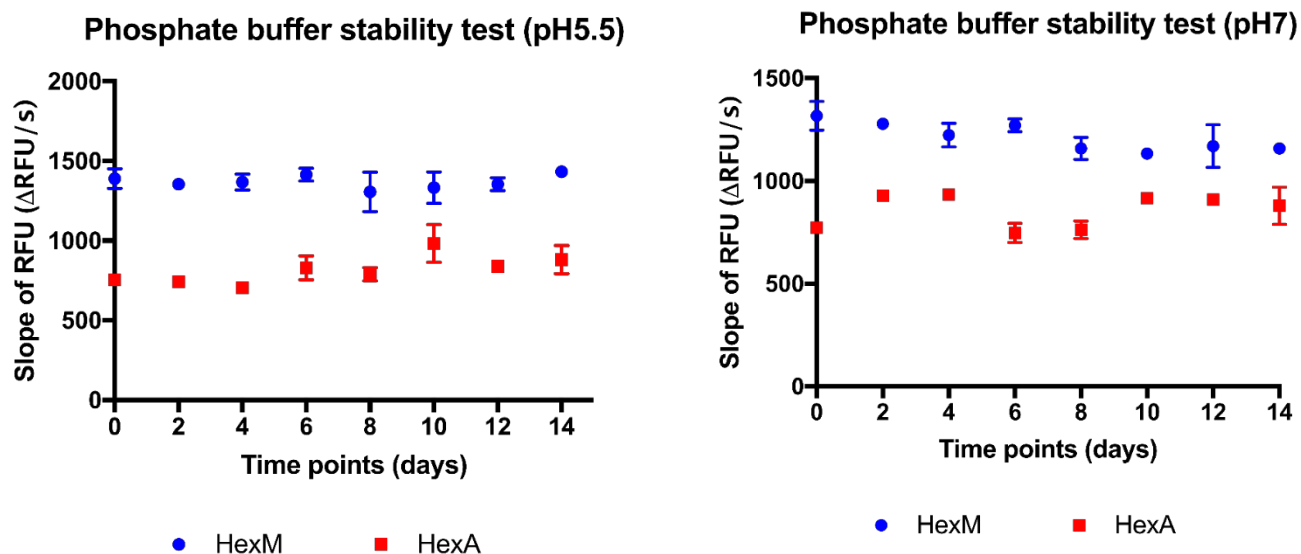 Phosphate buffer stability test (pH5.5)
Slope of RFU (ΔRFU/s)
2000
1500
1000
500
0
0 2 4 6 8 10 12 14
Time points (days)
HexM HexA
Phosphate buffer stability test (pH7)
Slope of RFU (ΔRFU/s)
1500
1000
500
0
0 2 4 6 8 10 12 14
Time points (days)
HexM HexA